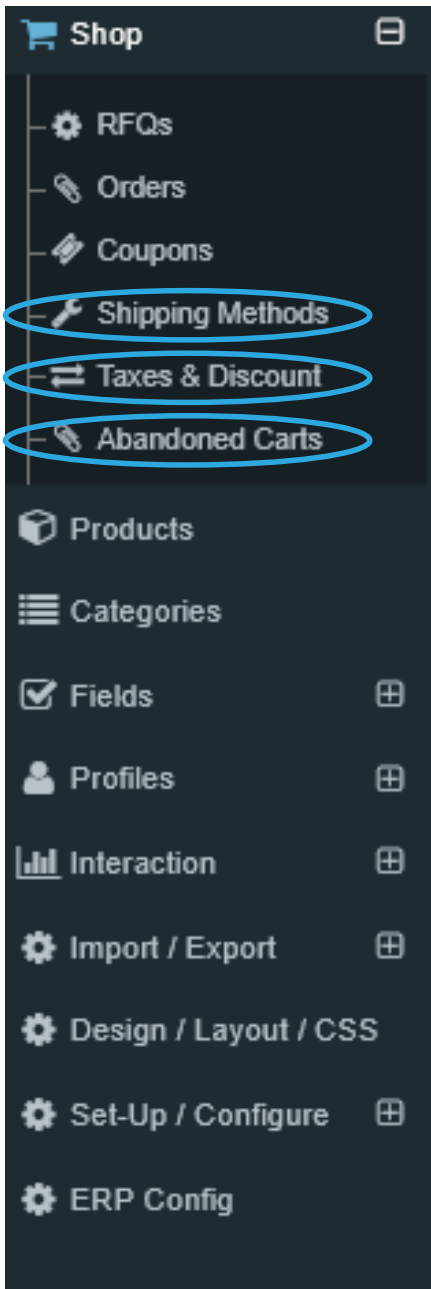 Shop
RFQs
Orders
Coupons
Shipping Methods
Taxes & Discount
Abandoned Carts
Products
Categories
Fields
Profiles
Interaction
Import / Export
Design / Layout / CSS
Set-Up / Configure
ERP Config